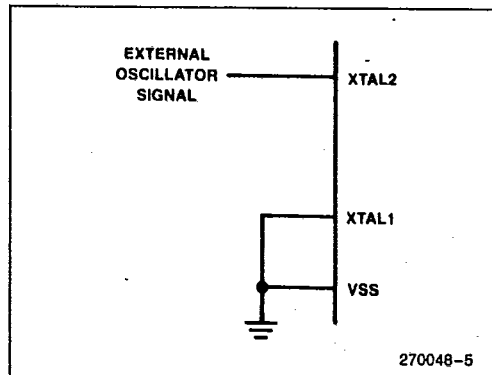 EXTERNAL
OSCILLATOR
SIGNAL
XTAL2
XTAL1
VSS
270048-5